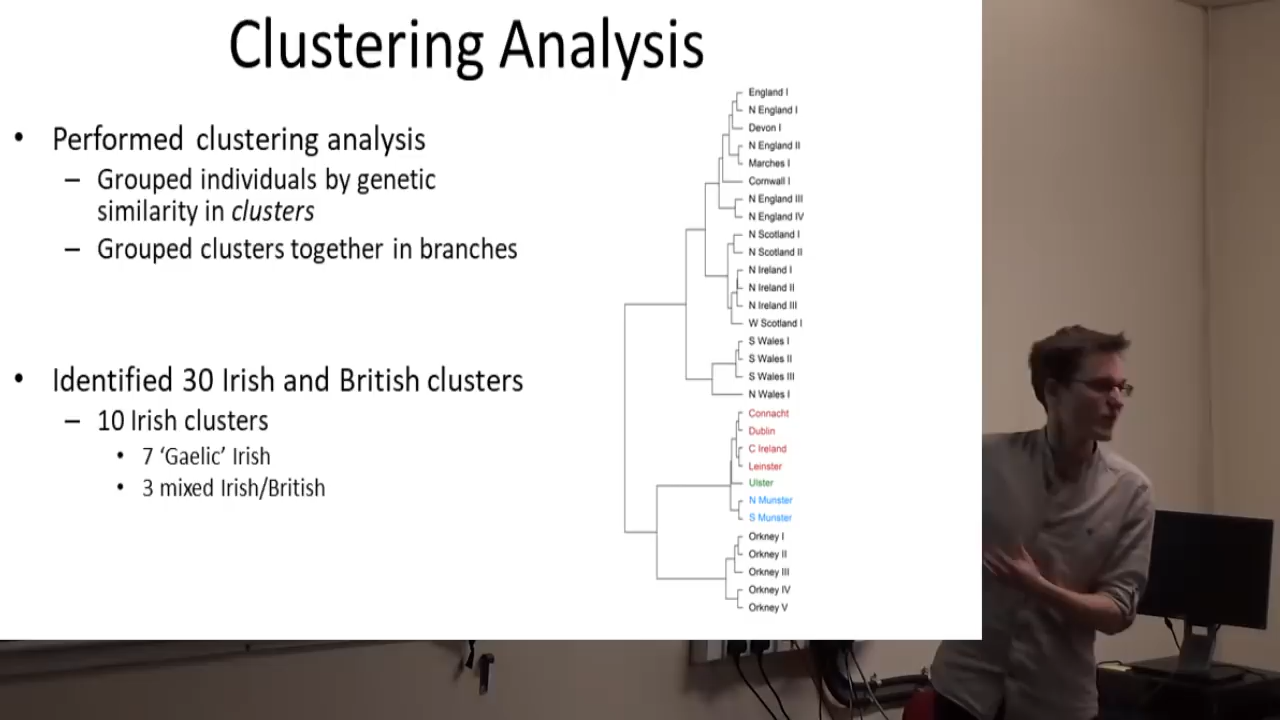 Clustering Analysis
• Performed clustering analysis
– Grouped individuals by genetic
similarity in clusters
– Grouped clusters together in branches
• Identified 30 Irish and British clusters
– 10 Irish clusters
• 7 ‘Gaelic’ Irish
• 3 mixed Irish/British
England I
N England I
Devon I
N England II
Marches I
Cornwall I
N England III
N England IV
N Scotland I
N Scotland II
N Ireland I
N Ireland II
N Ireland III
W Scotland I
S Wales I
S Wales II
S Wales III
N Wales I
Connacht
Dublin
C Ireland
Leinster
Ulster
N Munster
S Munster
Orkney I
Orkney II
Orkney III
Orkney IV
Orkney V